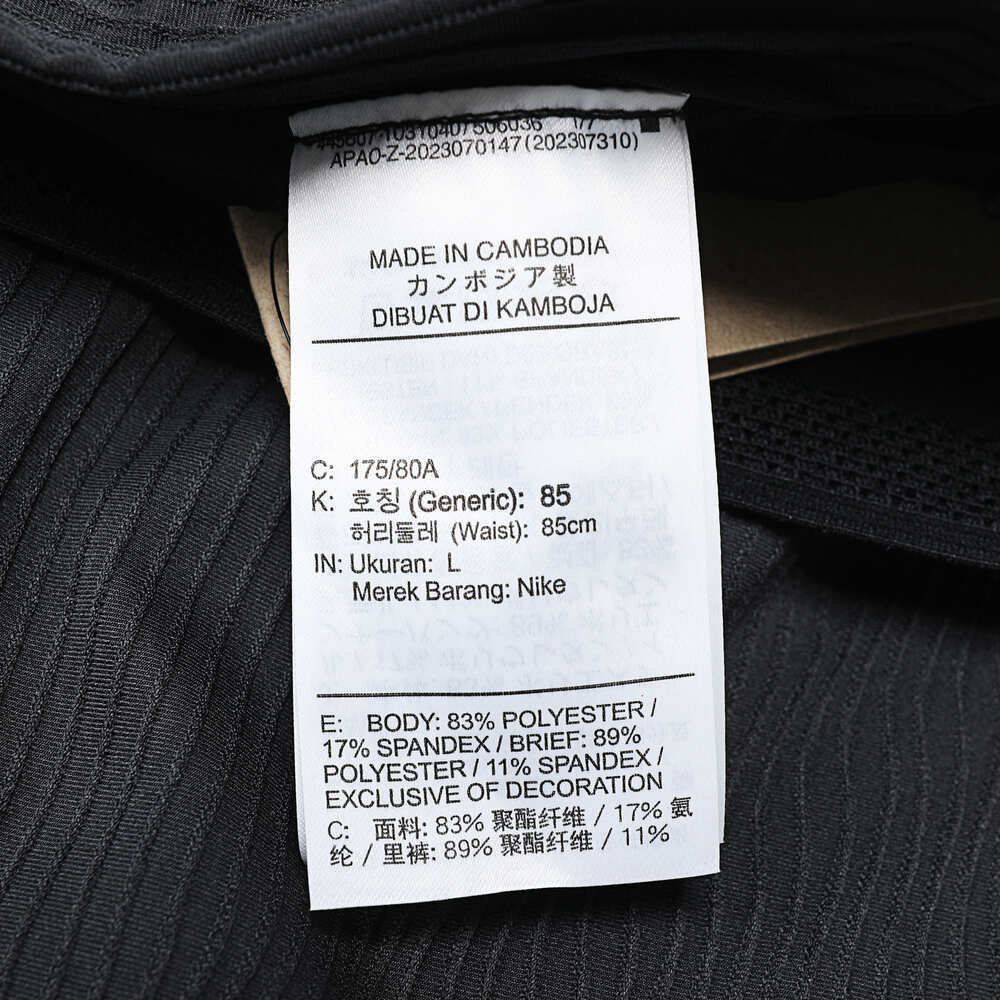 APAO-Z-2023070147(202307310)
MADE IN CAMBODIA
カンボジア製
DIBUAT DI KAMBOJA
C: 175/80A
K: 호칭 (Generic): 85
허리둘레 (Waist): 85cm
IN: Ukuran: L
Merek Barang: Nike
E: BODY: 83% POLYESTER /
17% SPANDEX / BRIEF: 89%
POLYESTER / 11% SPANDEX /
EXCLUSIVE OF DECORATION
C: 面料: 83% 聚酯纤维 / 17% 氨
纶 / 里裤: 89% 聚酯纤维 / 11%